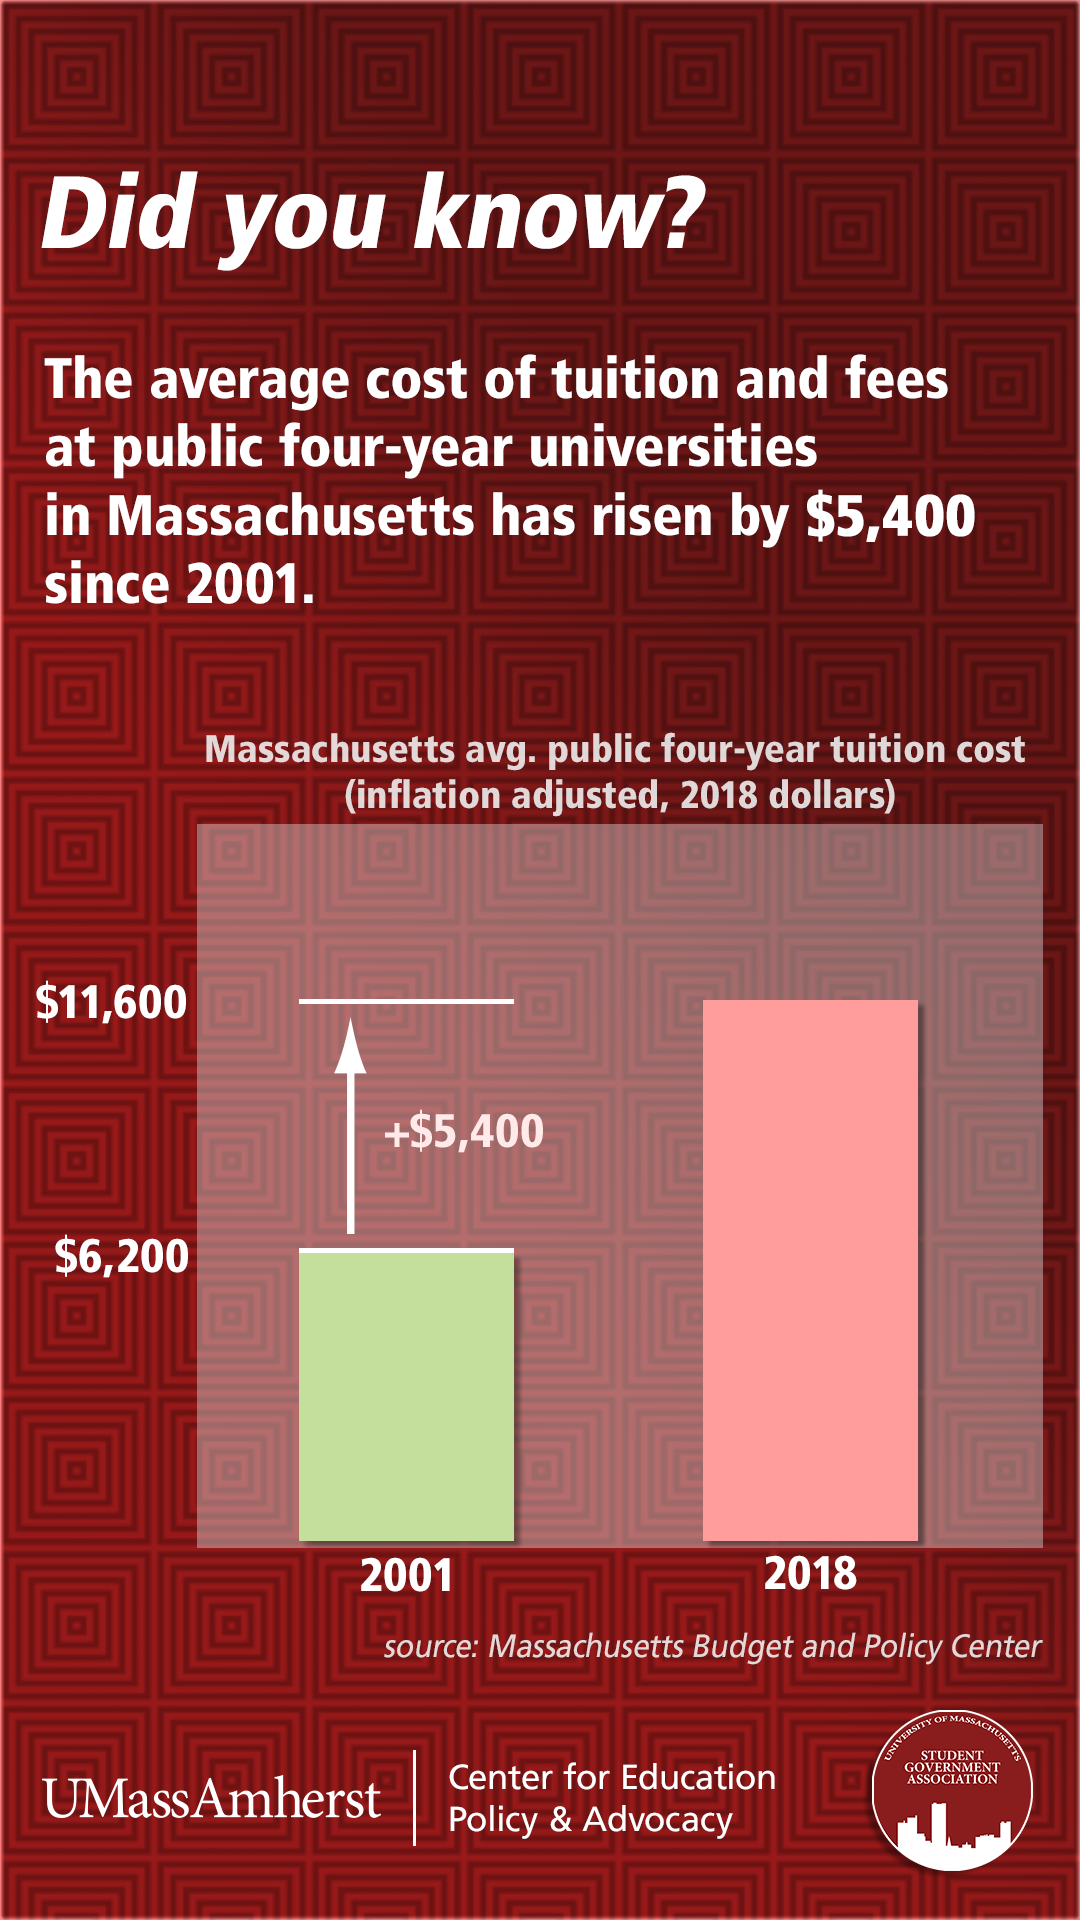 Did you know?
The average cost of tuition and fees
at public four-year universities
in Massachusetts has risen by $5,400
since 2001.
Massachusetts avg. public four-year tuition cost
(inflation adjusted, 2018 dollars)
$11,600
+$5,400
$6,200
2001
2018
source: Massachusetts Budget and Policy Center
UMassAmherst
Center for Education
Policy & Advocacy
UNIVERSITY OF MASSACHUSETTS
STUDENT
GOVERNMENT
ASSOCIATION